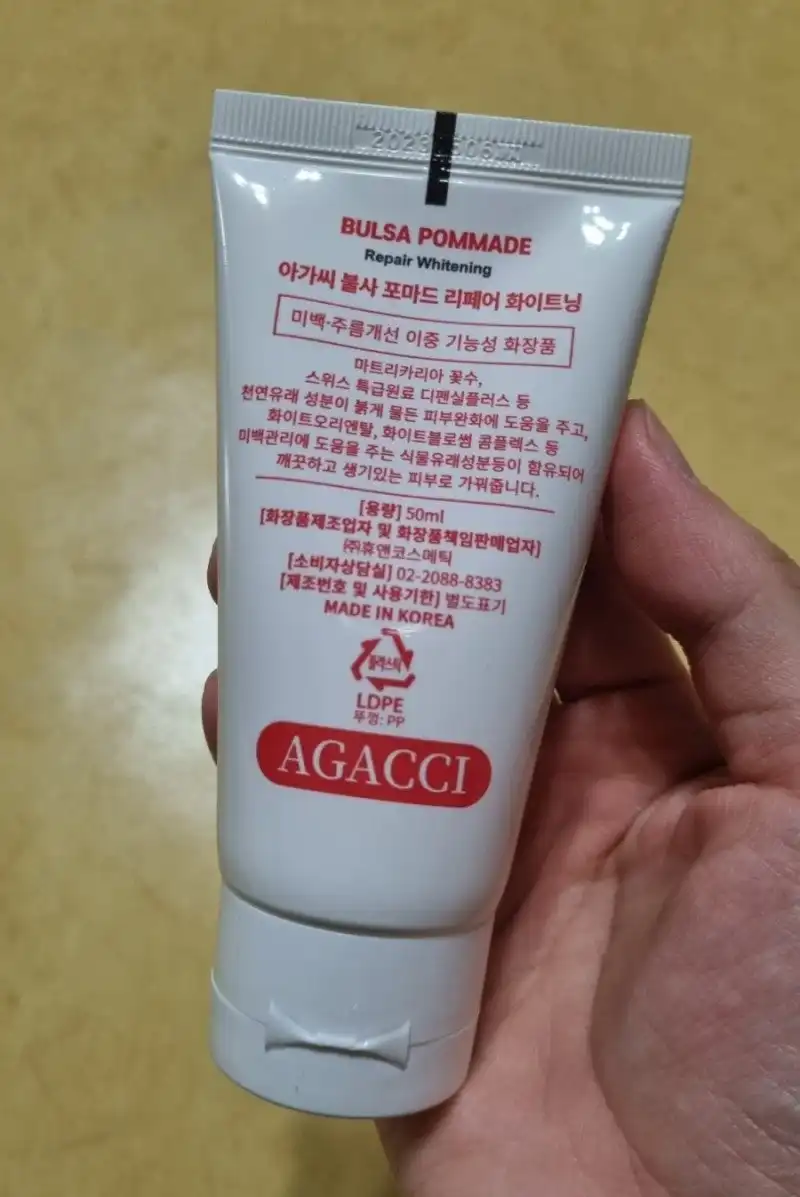 BULSA POMMADE
Repair Whitening
아가씨 불사 포마드 리페어 화이트닝
미백·주름개선 이중 기능성 화장품
마트리카리아 꽃수,
스위스 특급원료 디펜실플러스 등
천연유래 성분이 붉게 물든 피부완화에 도움을 주고,
화이트오리엔탈, 화이트블로썸 콤플렉스 등
미백관리에 도움을 주는 식물유래성분등이 함유되어
깨끗하고 생기있는 피부로 가꿔줍니다.
[용량] 50ml
[화장품제조업자 및 화장품책임판매업자]
㈜휴앤코스메틱
[소비자상담실] 02-2088-8383
[제조번호 및 사용기한] 별도표기
MADE IN KOREA
플라스틱
LDPE
뚜껑: PP
AGACCI